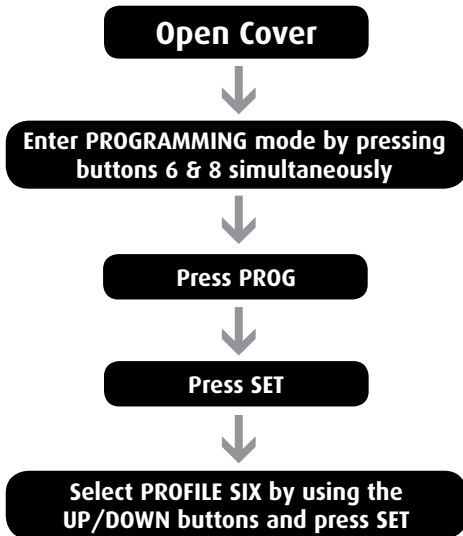 Open Cover
Enter PROGRAMMING mode by pressing
buttons 6 & 8 simultaneously
Press PROG
Press SET
Select PROFILE SIX by using the
UP/DOWN buttons and press SET